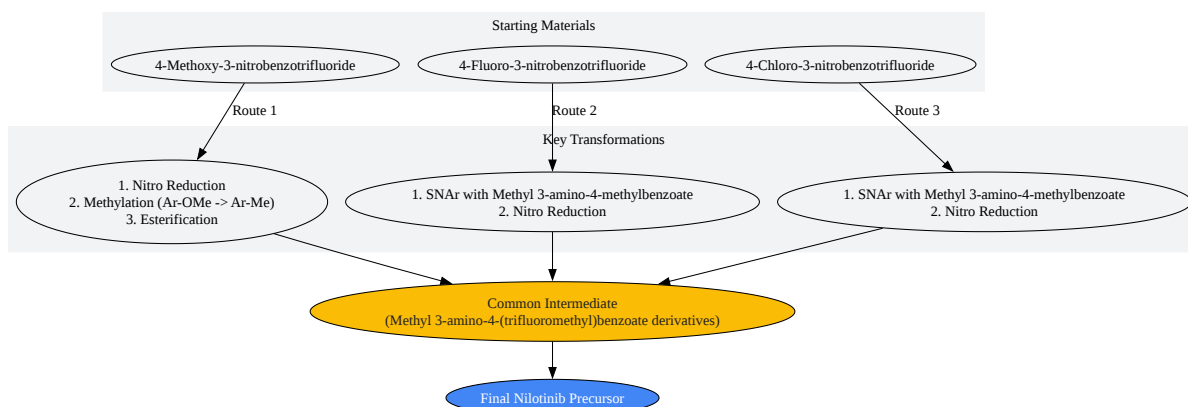 Starting Materials
4-Methoxy-3-nitrobenzotrifluoride
4-Fluoro-3-nitrobenzotrifluoride
4-Chloro-3-nitrobenzotrifluoride
Route 1
Route 2
Route 3
Key Transformations
1. Nitro Reduction
2. Methylation (Ar-OMe -> Ar-Me)
3. Esterification
1. SNAr with Methyl 3-amino-4-methylbenzoate
2. Nitro Reduction
1. SNAr with Methyl 3-amino-4-methylbenzoate
2. Nitro Reduction
Common Intermediate
(Methyl 3-amino-4-(trifluoromethyl)benzoate derivatives)
Final Nilotinib Precursor